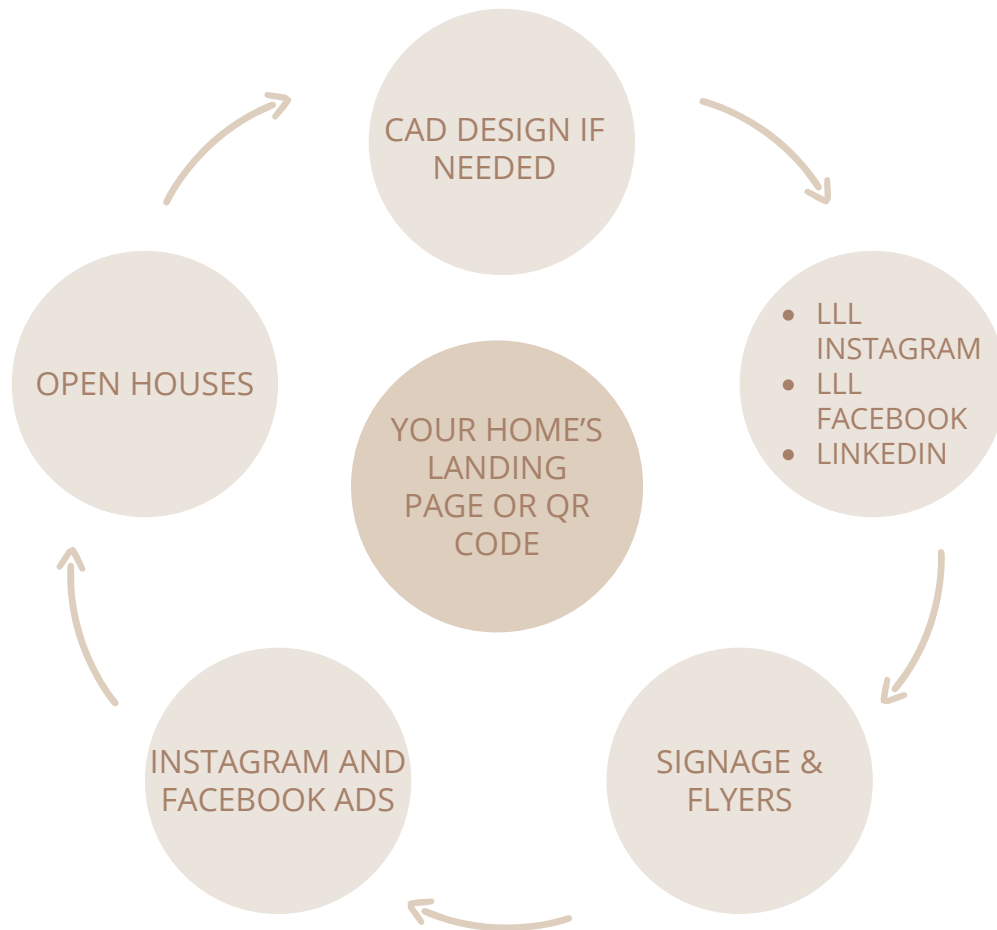 CAD DESIGN IF
NEEDED
• LLL
INSTAGRAM
• LLL
FACEBOOK
• LINKEDIN
SIGNAGE &
FLYERS
INSTAGRAM AND
FACEBOOK ADS
OPEN HOUSES
YOUR HOME’S
LANDING
PAGE OR QR
CODE